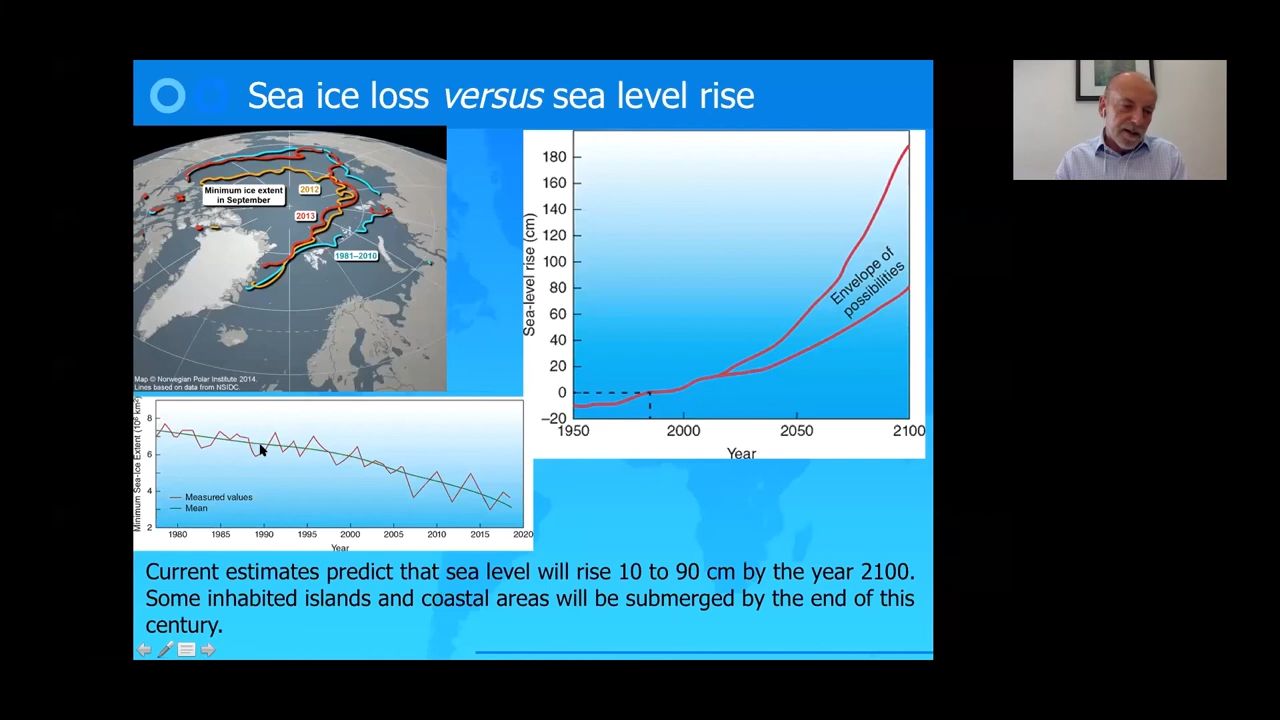 Sea ice loss versus sea level rise
Minimum ice extent
in September
2012
2013
1981–2010
Map © Norwegian Polar Institute 2014.
Lines based on data from NSIDC.
Sea-level rise (cm)
180
160
140
120
100
80
60
40
20
0
–20
1950
2000
2050
2100
Year
Envelope of
possibilities
Minimum Sea-Ice Extent (10⁶ km²)
8
6
4
2
Measured values
Mean
1980
1985
1990
1995
2000
2005
2010
2015
2020
Year
Current estimates predict that sea level will rise 10 to 90 cm by the year 2100.
Some inhabited islands and coastal areas will be submerged by the end of this
century.